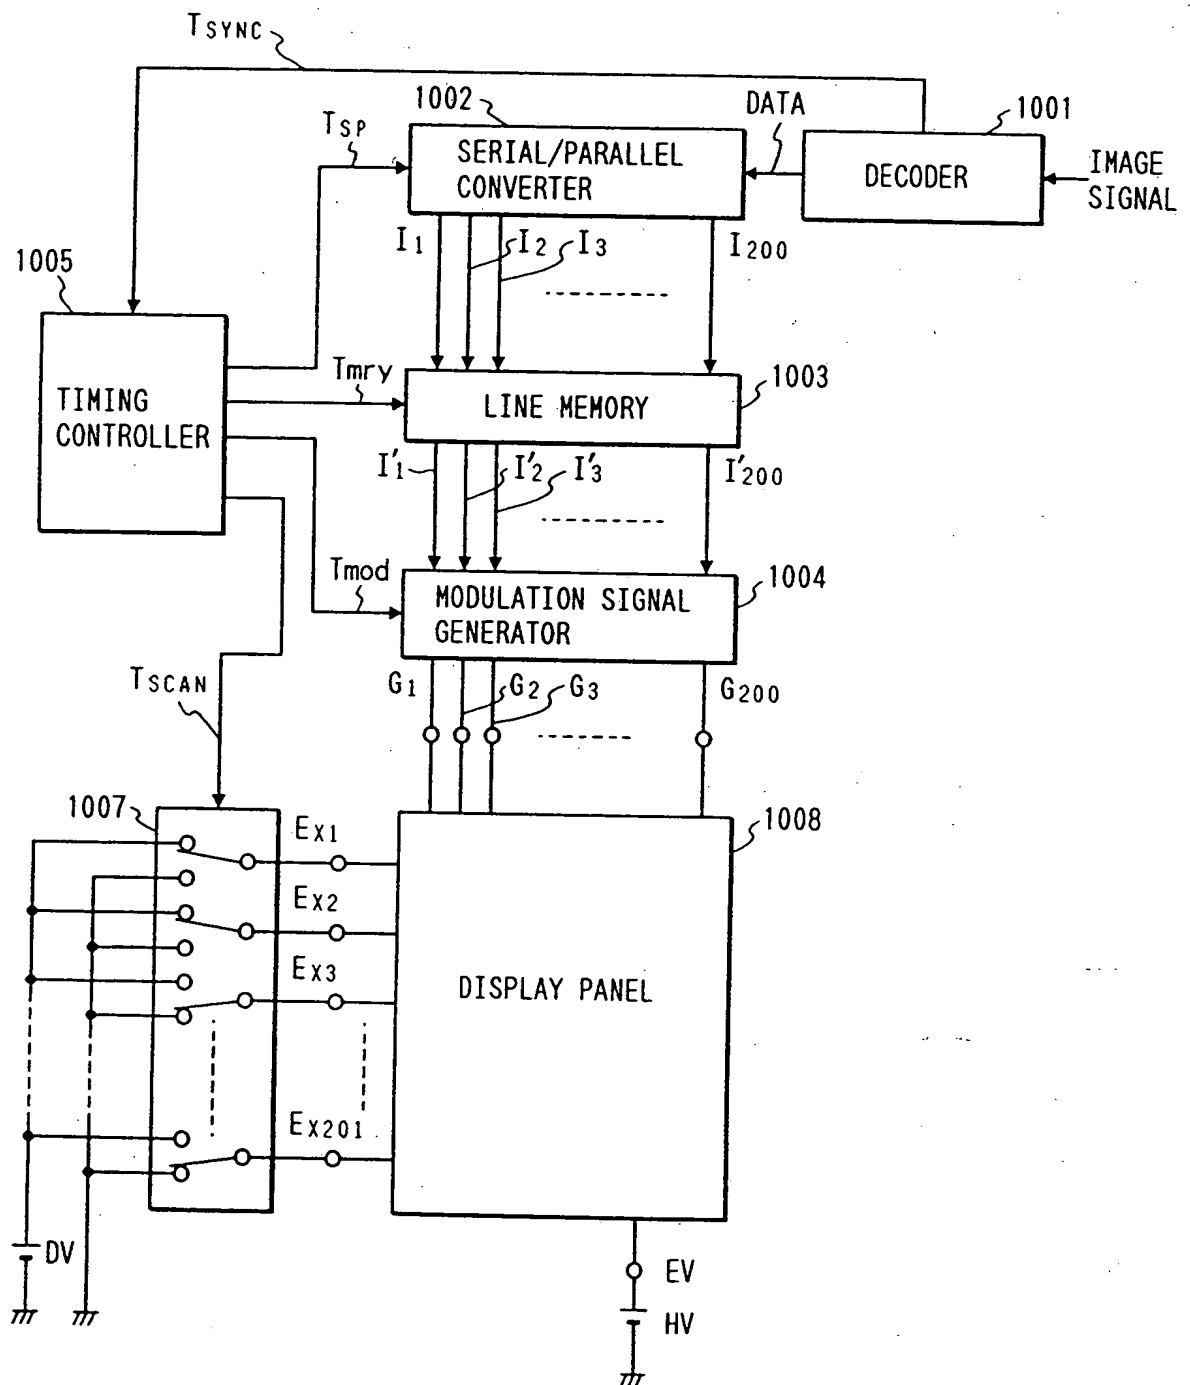 TSYNC
1002
DATA
1001
TSP
SERIAL/PARALLEL
CONVERTER
DECODER
IMAGE
SIGNAL
I1
I2
I3
I200
1005
TIMING
CONTROLLER
Tmry
LINE MEMORY
1003
I'1
I'2
I'3
I'200
Tmod
MODULATION SIGNAL
GENERATOR
1004
TSCAN
G1
G2
G3
G200
1007
EX1
1008
EX2
EX3
DISPLAY PANEL
EX201
DV
EV
HV